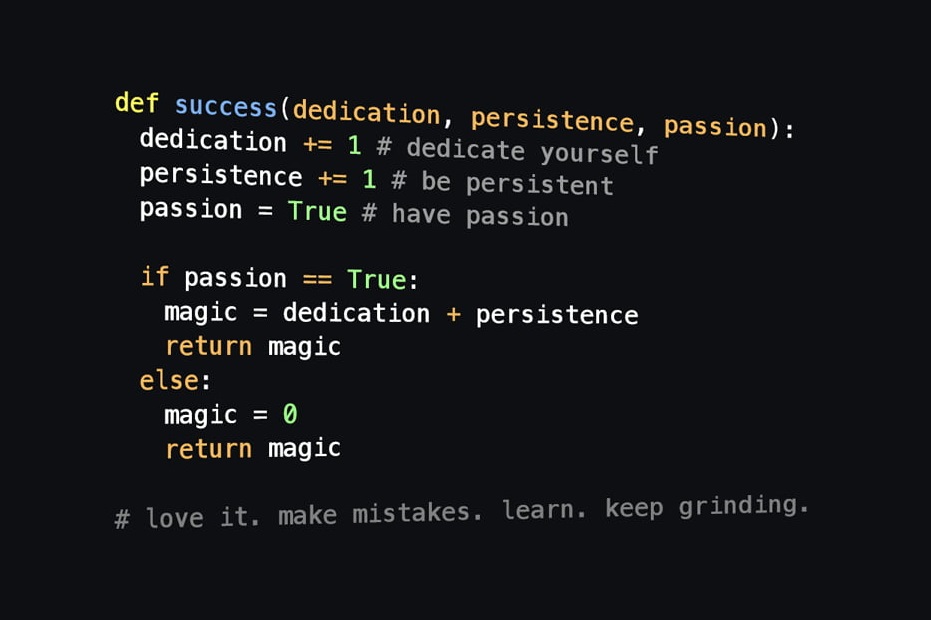 def success(dedication, persistence, passion):
  dedication += 1 # dedicate yourself
  persistence += 1 # be persistent
  passion = True # have passion

  if passion == True:
    magic = dedication + persistence
    return magic
  else:
    magic = 0
    return magic

# love it. make mistakes. learn. keep grinding.